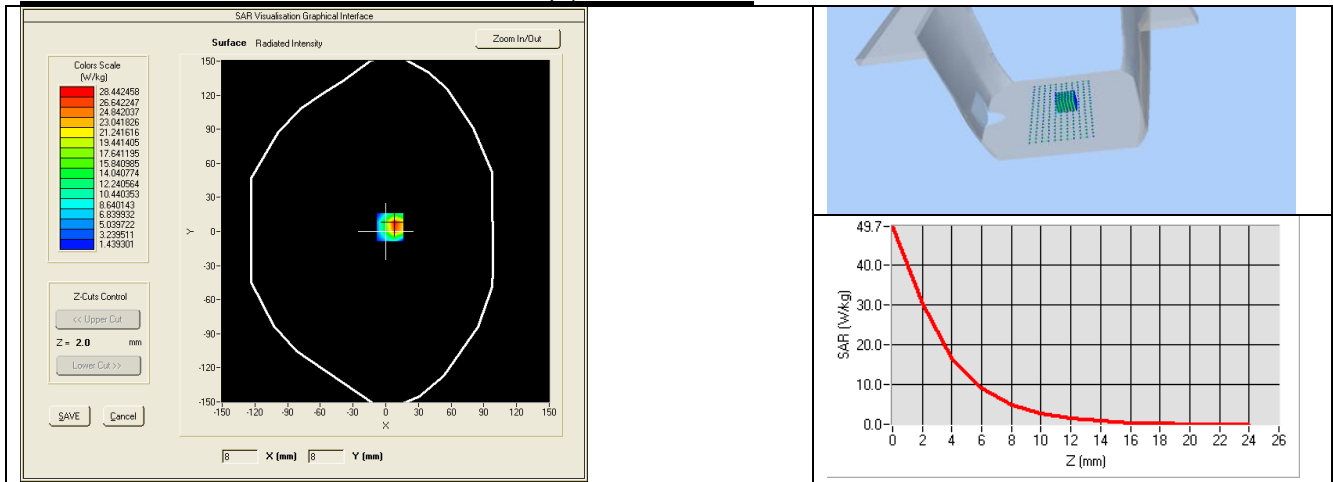 SAR Visualisation Graphical Interface
Surface Radiated Intensity
Zoom In/Out
Colors Scale
(W/kg)
28.442458
26.642247
24.842037
23.041826
21.241616
19.441405
17.641195
15.840985
14.040774
12.240564
10.440353
8.640143
6.839932
5.039722
3.239511
1.439301
Z-Cuts Control
<< Upper Cut
Z = 2.0 mm
Lower Cut >>
SAVE Cancel
150-
120-
90-
60-
30-
0-
-30-
-60-
-90-
-120-
-150-
Y
-150 -120 -90 -60 -30 0 30 60 90 120 150
X
8 X (mm) 8 Y (mm)
49.7-
40.0-
30.0-
20.0-
10.0-
0.0-
SAR (W/kg)
0 2 4 6 8 10 12 14 16 18 20 22 24 26
Z (mm)